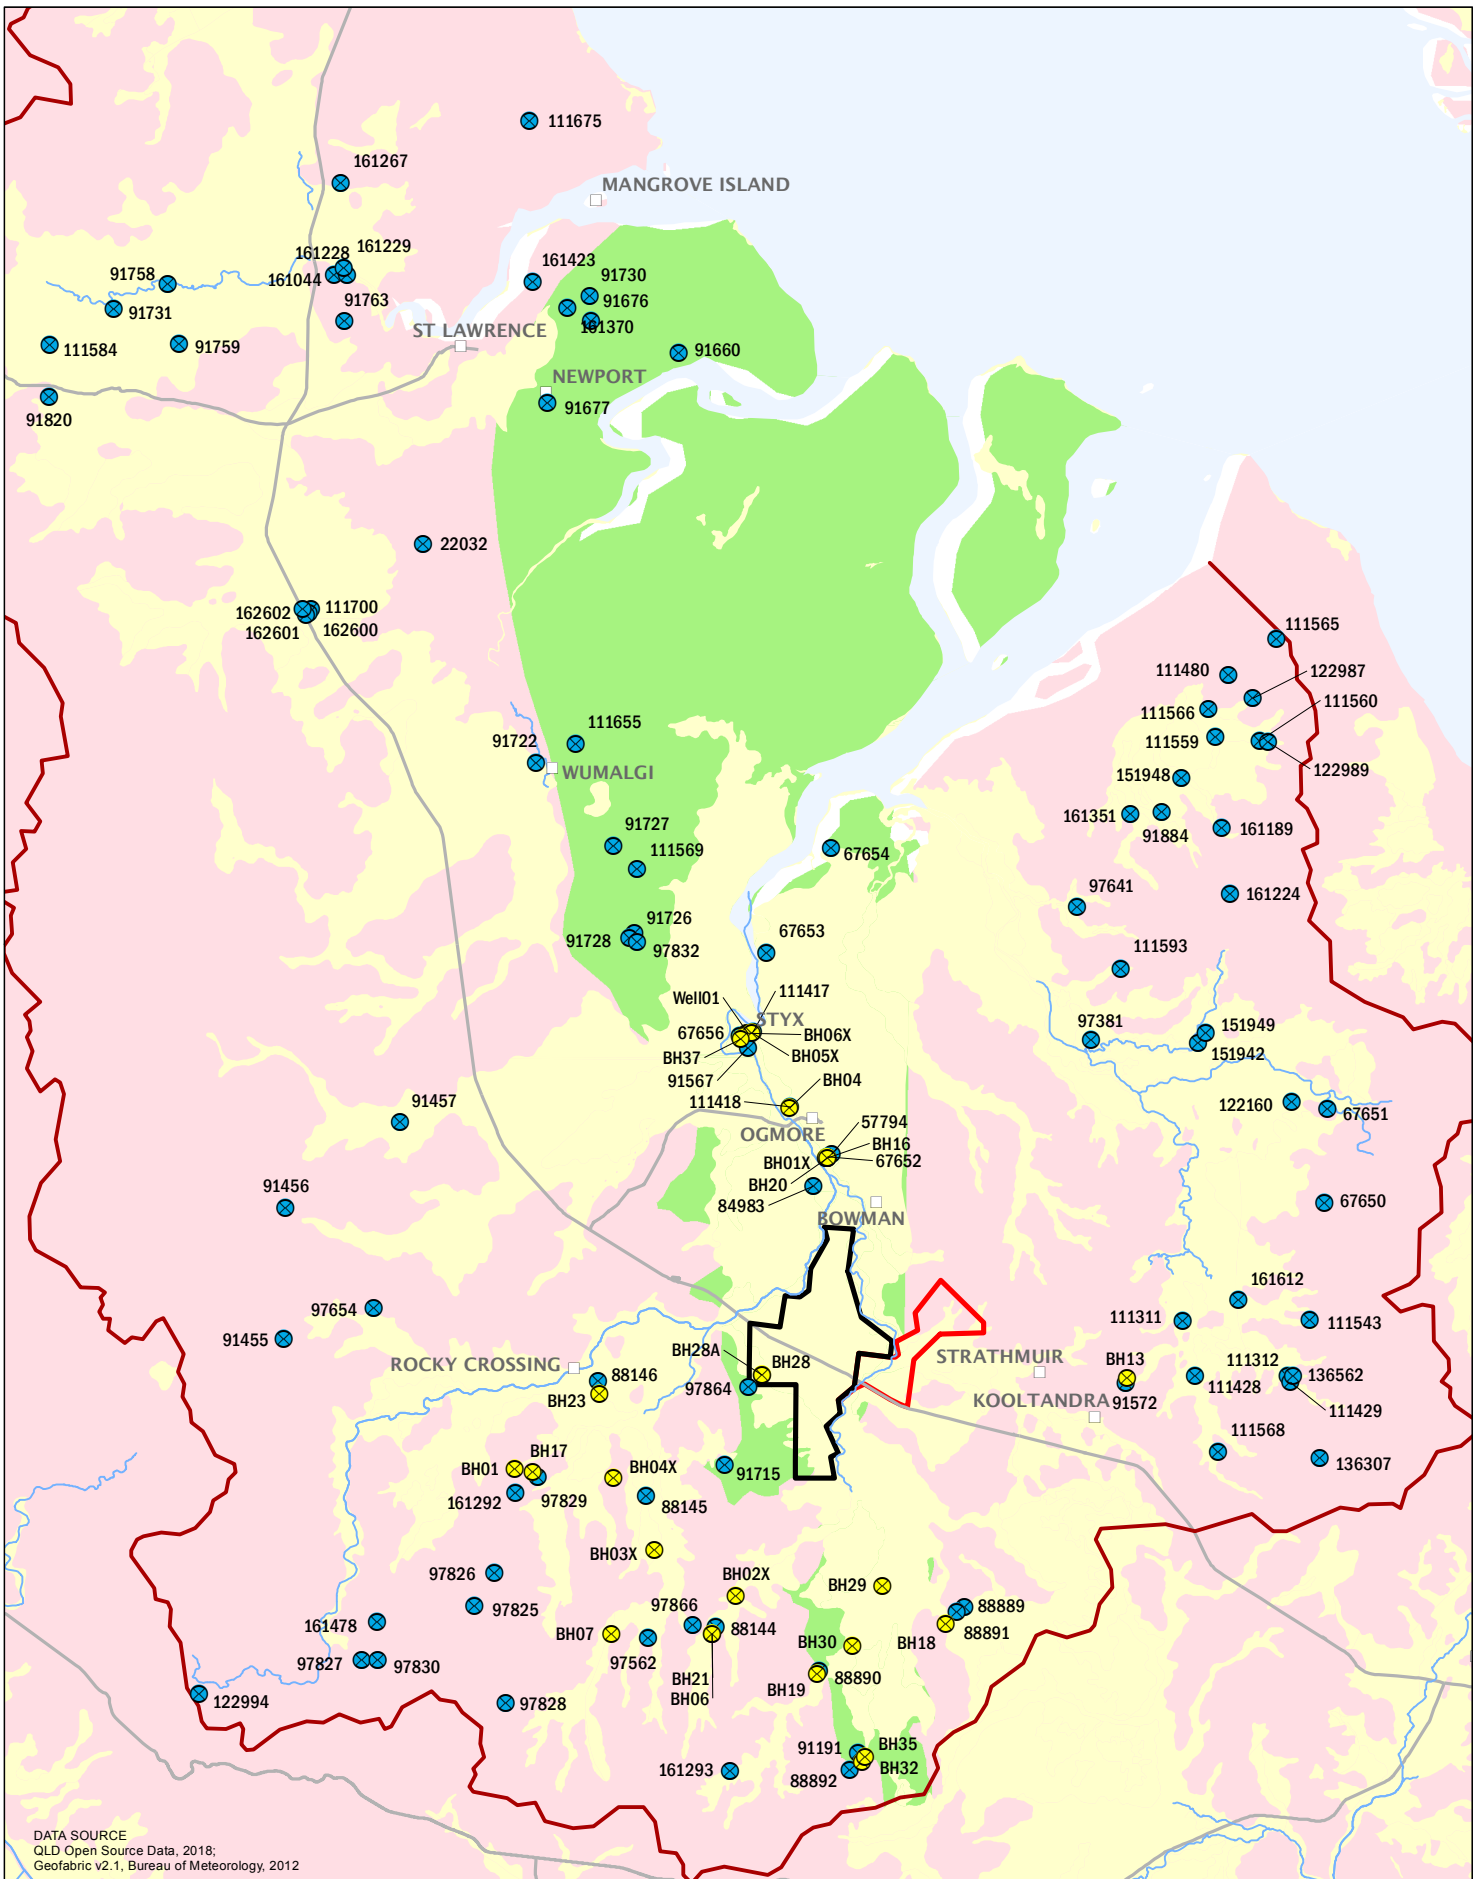 111675
161267
MANGROVE ISLAND
161229
161228
161423
91730
91758
161044
91676
91731
91763
161370
ST LAWRENCE
111584
91759
91660
NEWPORT
91677
91820
22032
162602
111700
162601
162600
111565
111480
122987
111560
111566
111655
91722
111559
WUMALGI
122989
151948
161351
91884
161189
91727
111569
67654
97641
161224
91726
91728
97832
67653
111593
Well01
111417
STYX
67656
BH06X
97381
151949
BH37
BH05X
151942
91567
BH04
111418
91457
122160
67651
57794
OGMORE
BH16
BH01X
67652
BH20
84983
91456
67650
BOWMAN
161612
97654
111311
111543
91455
BH28A
BH28
ROCKY CROSSING
STRATHMUIR
88146
BH13
111312
136562
97864
BH23
91572
111428
KOOLTANDRA
111429
111568
BH17
BH01
BH04X
91715
136307
161292
97829
88145
BH03X
97826
BH02X
BH29
97825
97866
88889
161478
BH07
88144
BH18
88891
BH30
97827
97830
97562
BH21
88890
BH19
BH06
122994
97828
91191
BH35
161293
BH32
88892
DATA SOURCE
QLD Open Source Data, 2018;
Geofabric v2.1, Bureau of Meteorology, 2012